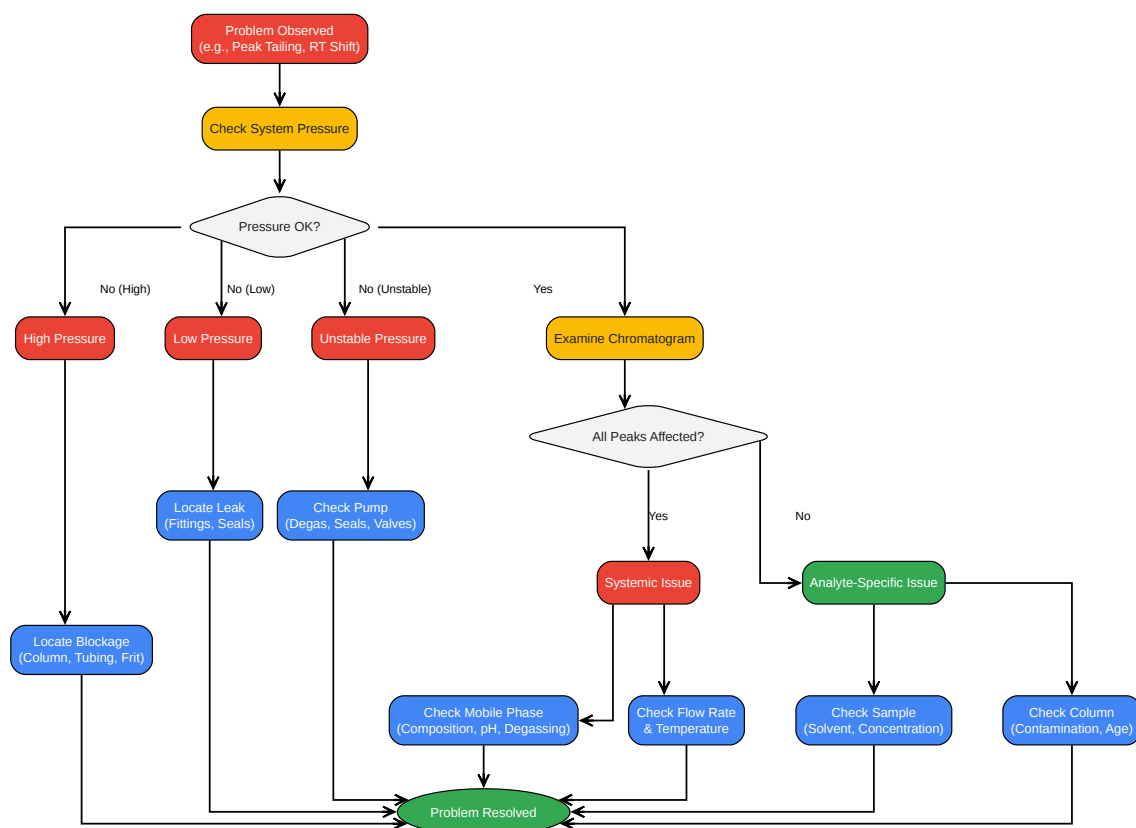 Problem Observed
(e.g., Peak Tailing, RT Shift)
Check System Pressure
Pressure OK?
No (High)
No (Low)
No (Unstable)
Yes
High Pressure
Low Pressure
Unstable Pressure
Examine Chromatogram
All Peaks Affected?
Locate Leak
(Fittings, Seals)
Check Pump
(Degas, Seals, Valves)
Yes
No
Systemic Issue
Analyte-Specific Issue
Locate Blockage
(Column, Tubing, Frit)
Check Mobile Phase
(Composition, pH, Degassing)
Check Flow Rate
& Temperature
Check Sample
(Solvent, Concentration)
Check Column
(Contamination, Age)
Problem Resolved